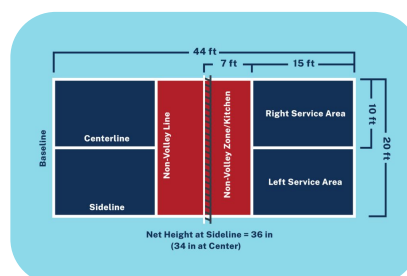 44 ft
7 ft
15 ft
Baseline
Centerline
Sideline
Non-Volley Line
Non-Volley Zone/Kitchen
Right Service Area
Left Service Area
10 ft
20 ft
Net Height at Sideline = 36 in
(34 in at Center)